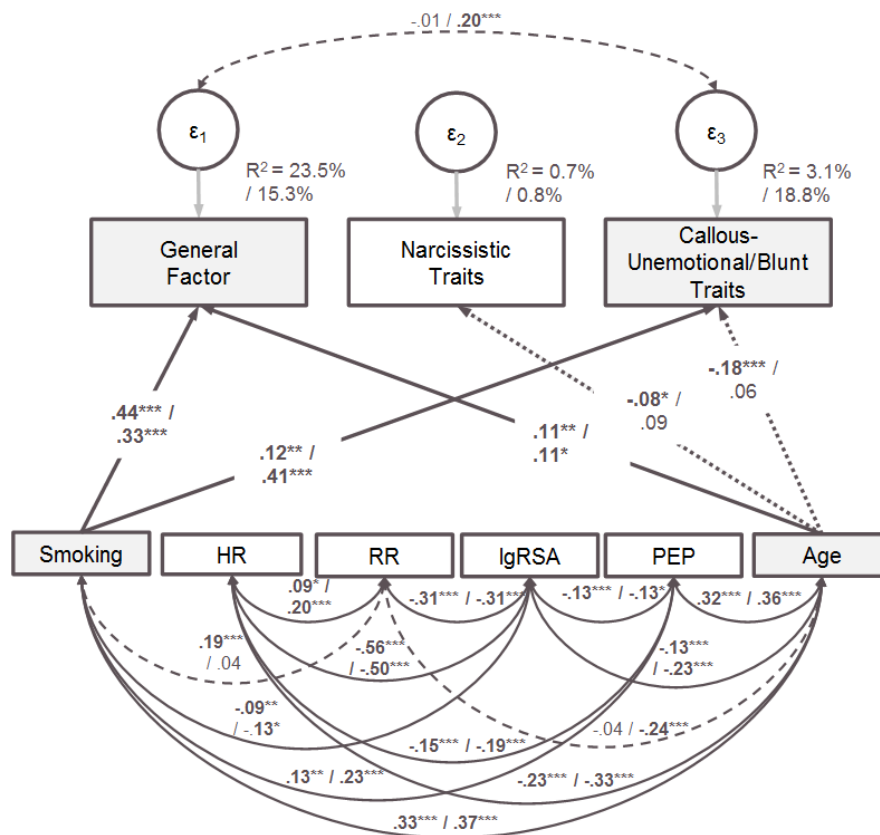 -.01 / .20***
ε1
ε2
ε3
R2 = 23.5%
/ 15.3%
R2 = 0.7%
/ 0.8%
R2 = 3.1%
/ 18.8%
General
Factor
Narcissistic
Traits
Callous-
Unemotional/Blunt
Traits
.44*** /
.33***
.12** /
.41***
.11** /
.11*
-.08* /
.09
-.18*** /
.06
Smoking
HR
RR
lgRSA
PEP
Age
.09* /
.20***
-.31*** / -.31***
-.13*** / -.13*
.32*** / .36***
.19***
/ .04
-.56***
/ -.50***
-.13***
/ -.23***
-.09**
/ -.13*
-.04 / -.24***
-.15*** / -.19***
.13** / .23***
-.23*** / -.33***
.33*** / .37***